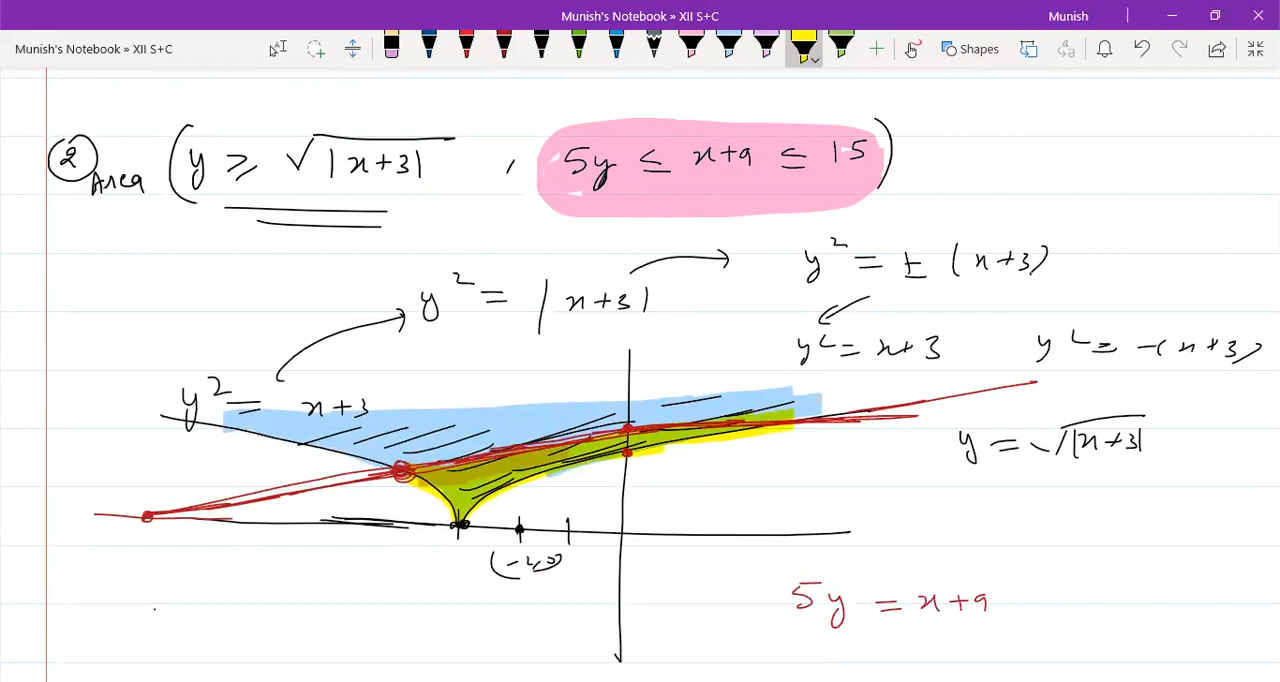 Munish's Notebook » XII S+C
Munish
Munish's Notebook » XII S+C
Shapes
② Area (y ≥ √|x+3| , 5y ≤ x+9 ≤ 15)
y² = ± (x+3)
y² = |x+3|
y² = x+3 y² = -(x+3)
y² = x+3
y = √|x+3|
(-2,0)
5y = x+9